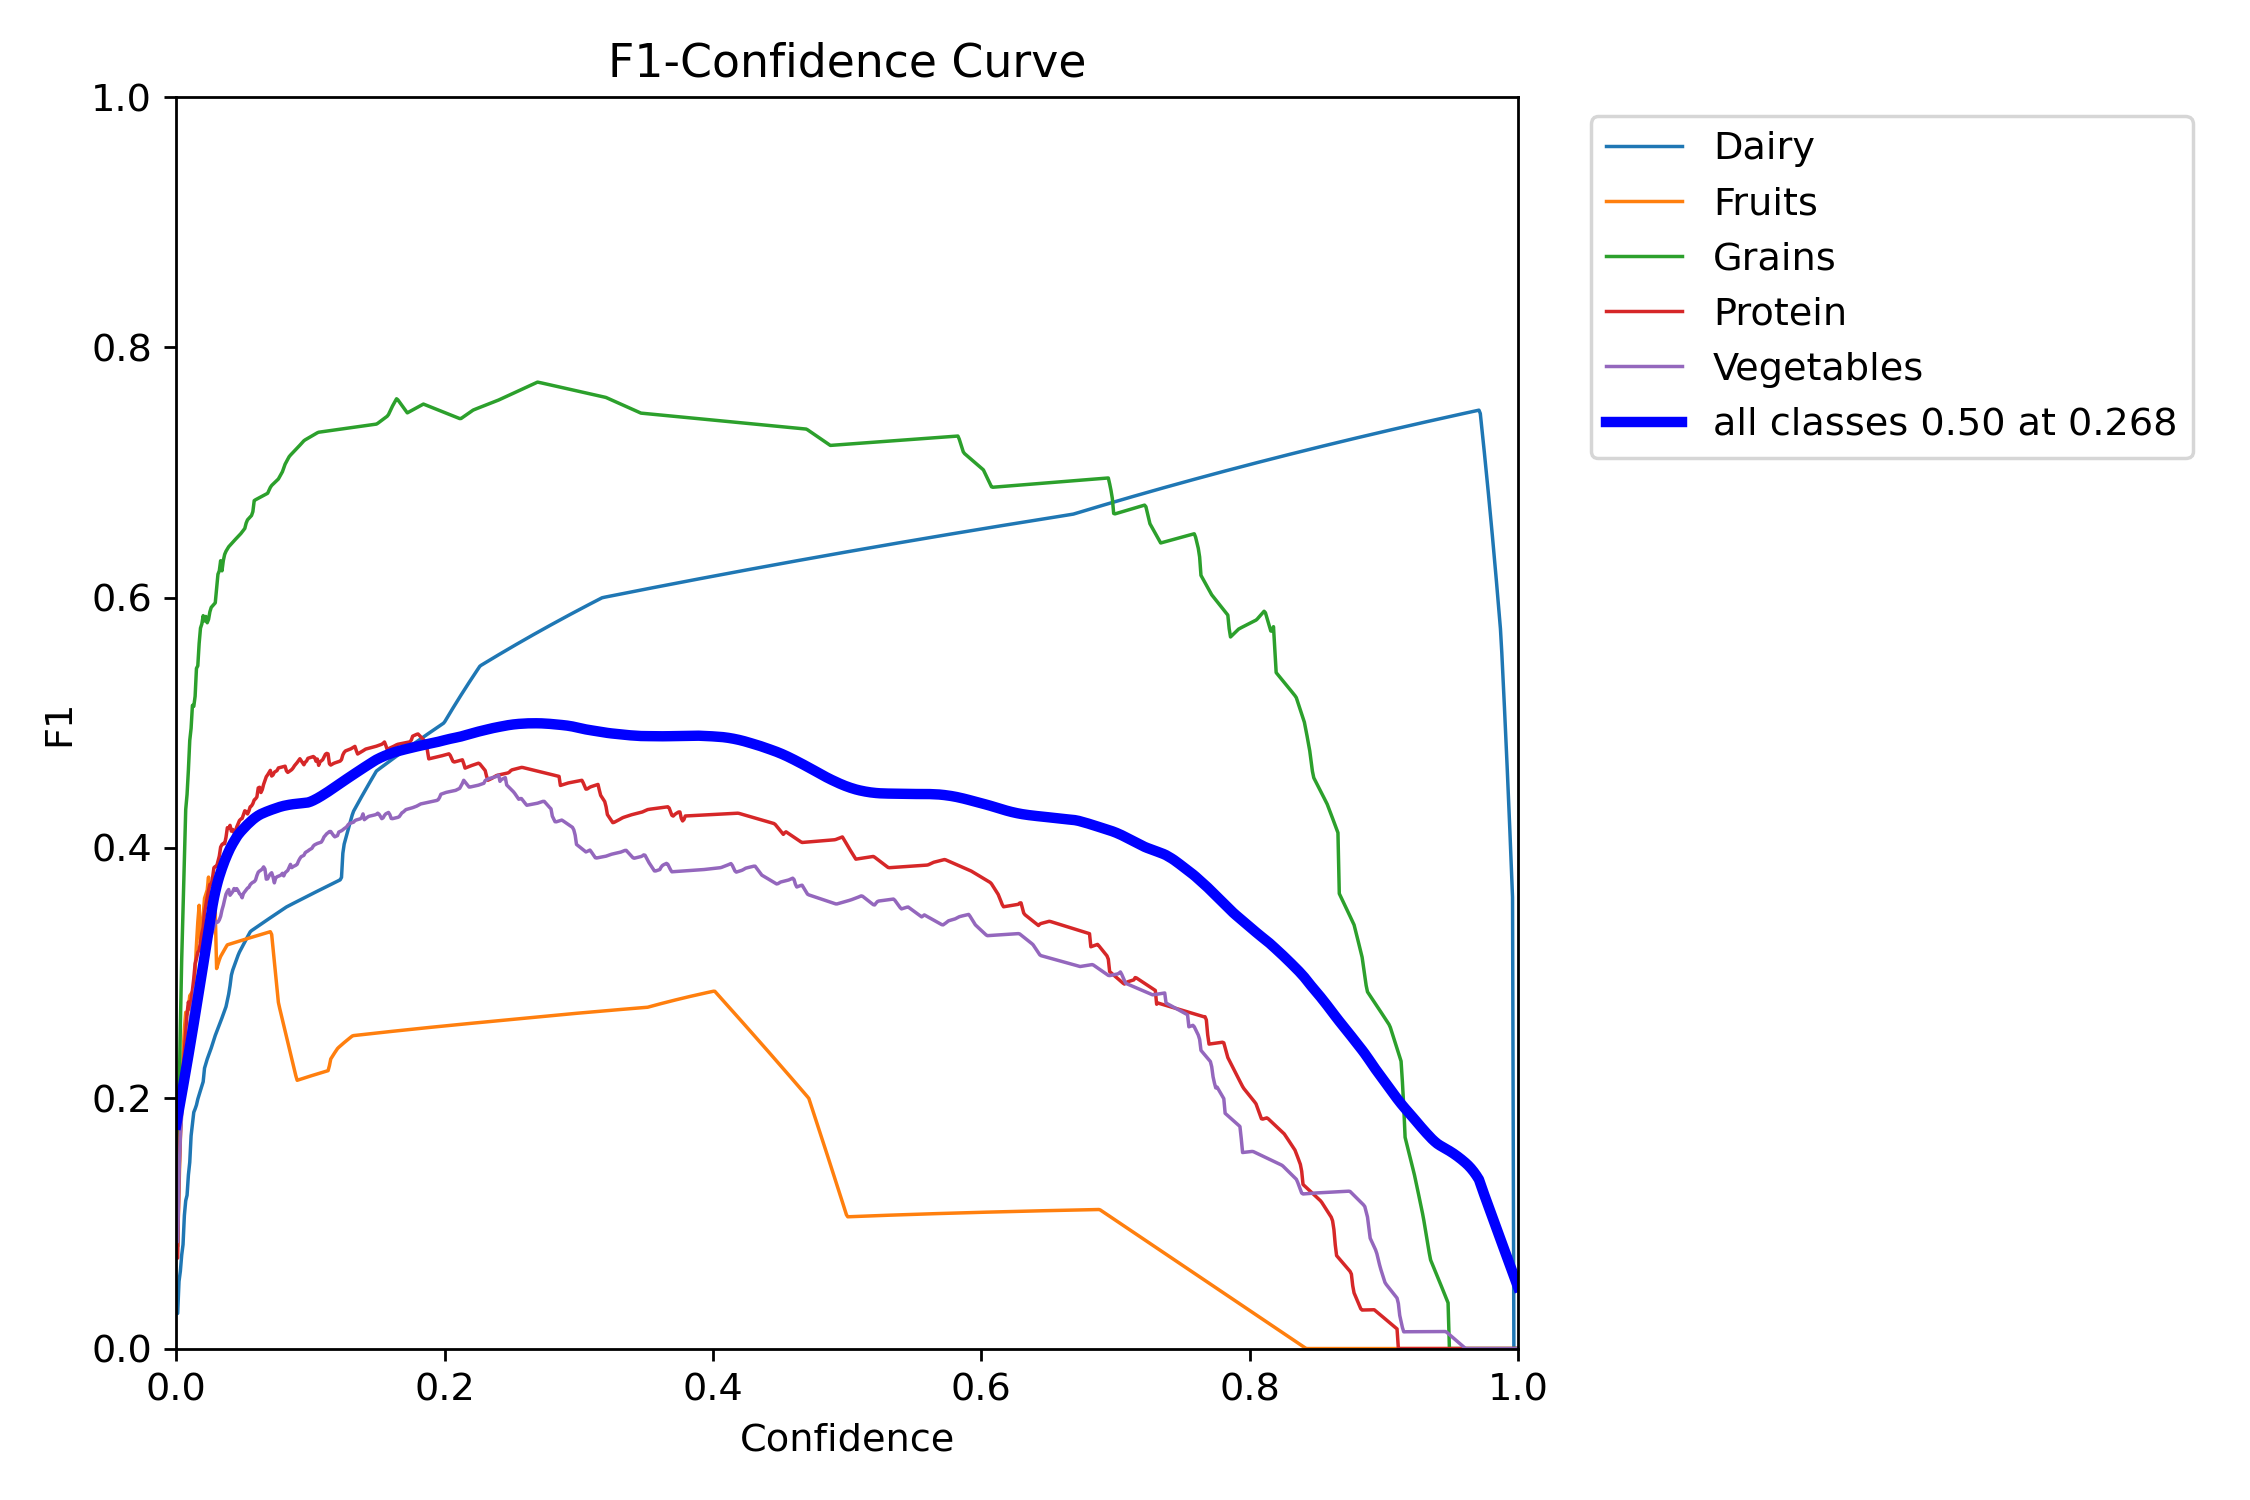 F1-Confidence Curve
1.0
0.8
0.6
0.4
0.2
0.0
F1
0.0 0.2 0.4 0.6 0.8 1.0
Confidence
Dairy
Fruits
Grains
Protein
Vegetables
all classes 0.50 at 0.268